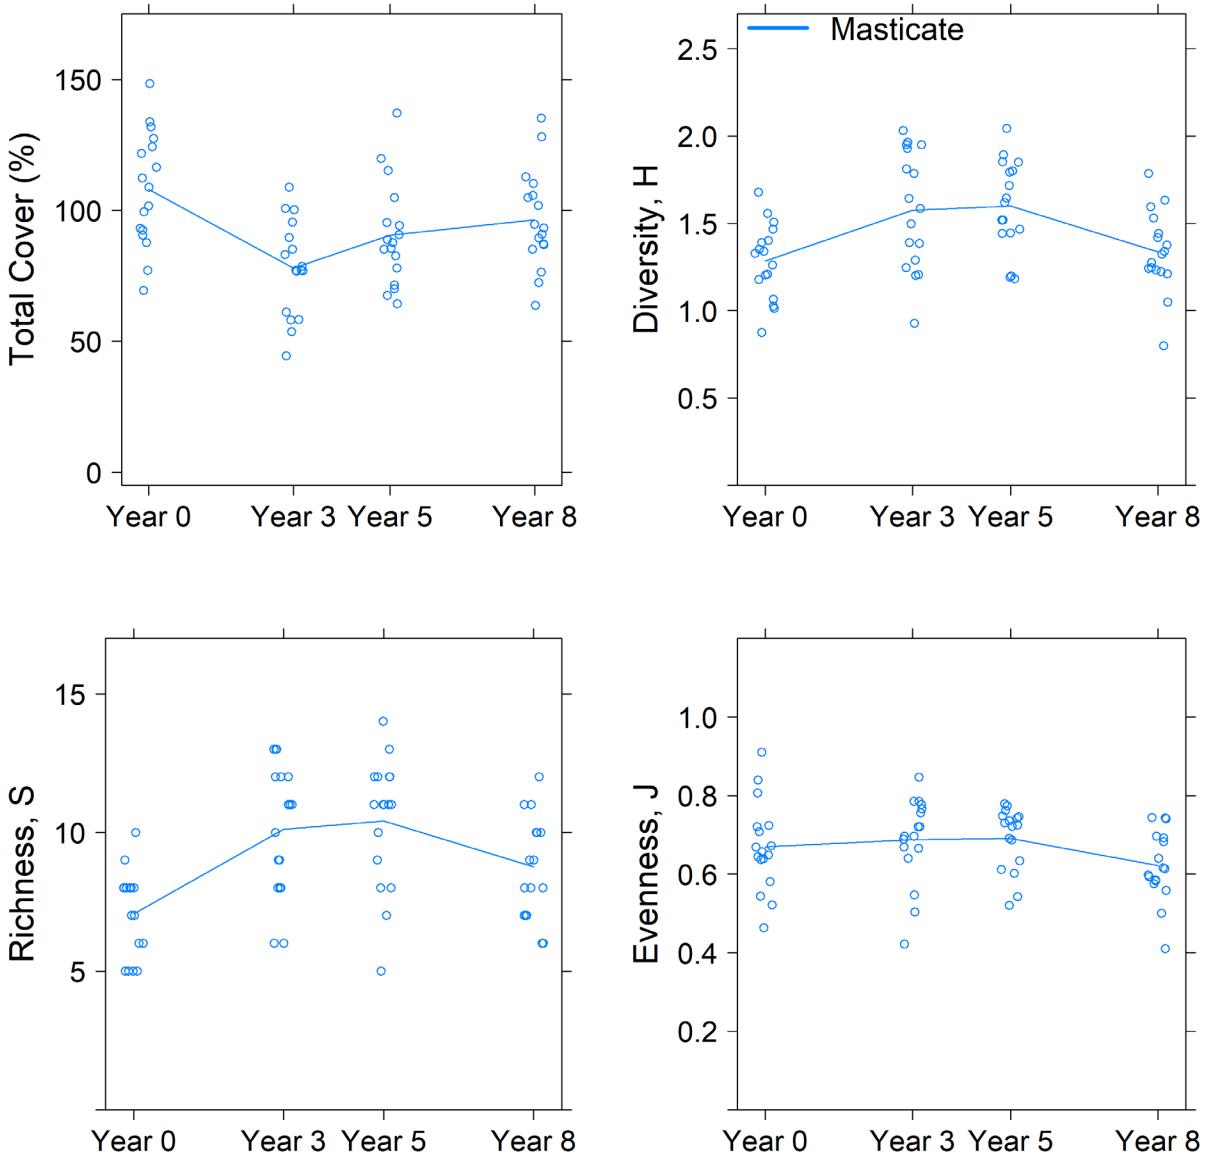 Total Cover (%)
150
100
50
0
Year 0 Year 3 Year 5 Year 8
Masticate
Diversity, H
2.5
2.0
1.5
1.0
0.5
Year 0 Year 3 Year 5 Year 8
Richness, S
15
10
5
Year 0 Year 3 Year 5 Year 8
Evenness, J
1.0
0.8
0.6
0.4
0.2
Year 0 Year 3 Year 5 Year 8